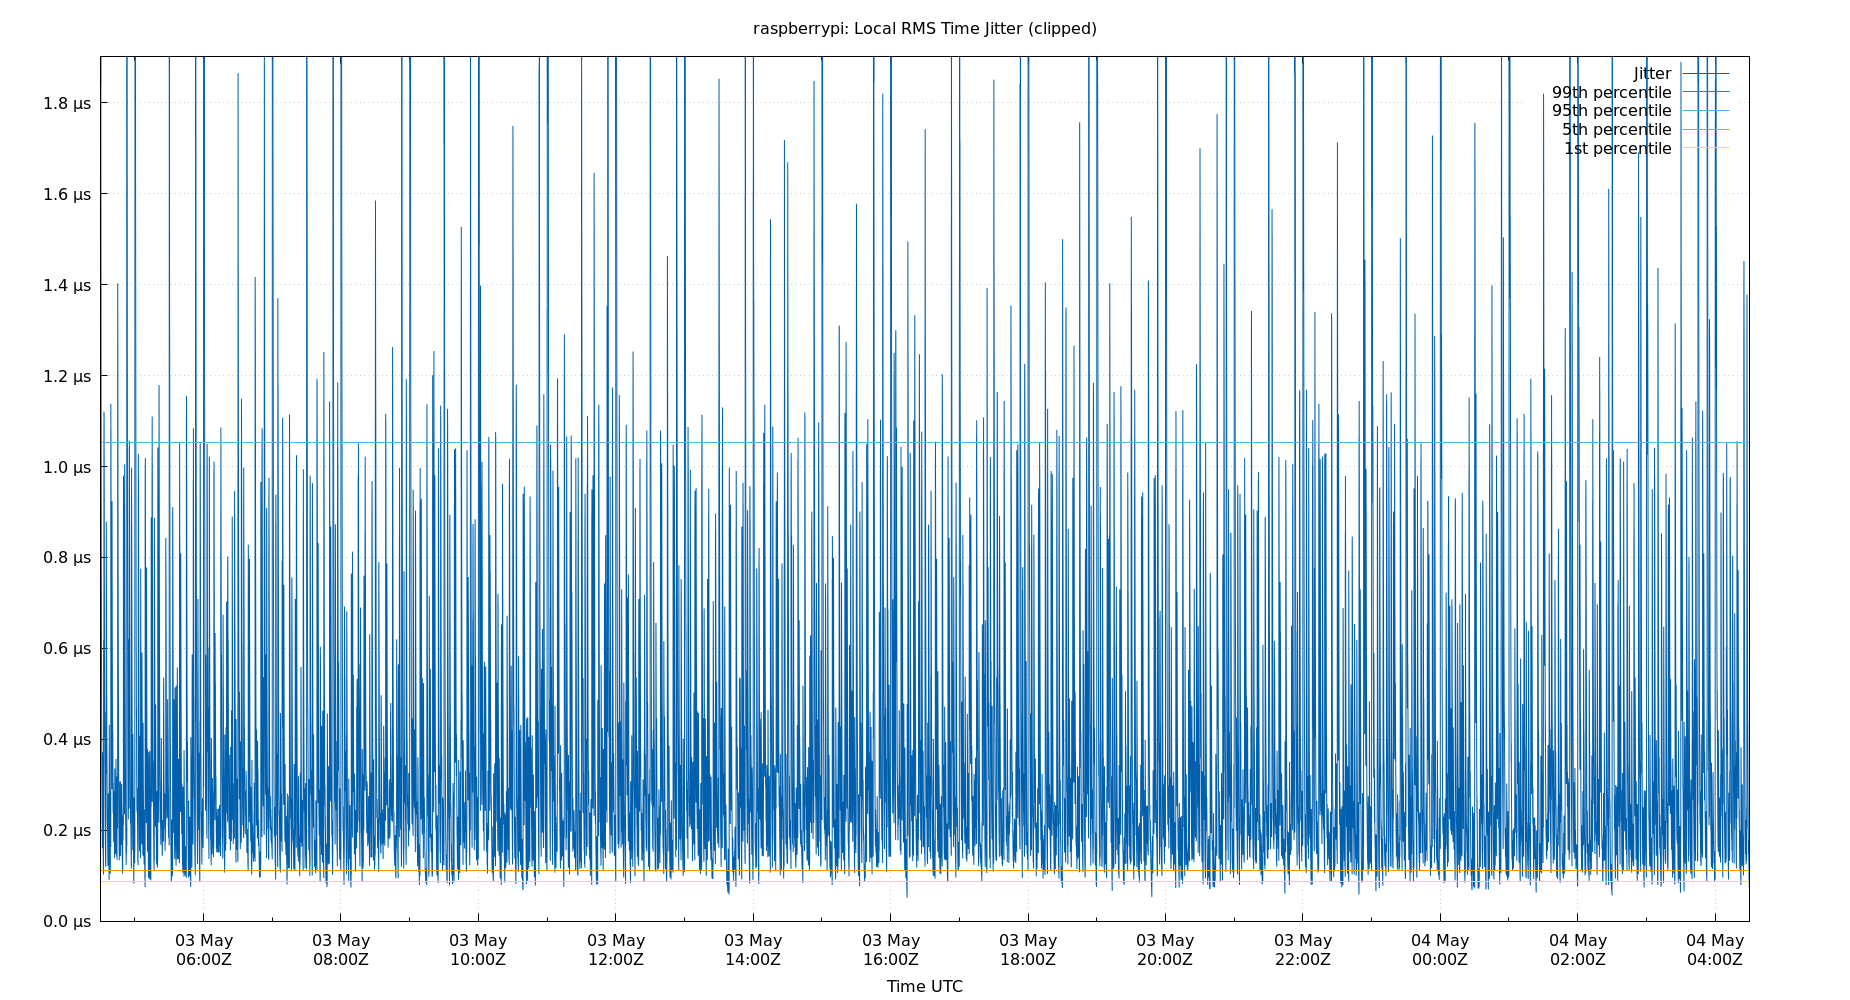 raspberrypi: Local RMS Time Jitter (clipped)
Jitter
99th percentile
95th percentile
5th percentile
1st percentile
1.8 µs
1.6 µs
1.4 µs
1.2 µs
1.0 µs
0.8 µs
0.6 µs
0.4 µs
0.2 µs
0.0 µs
03 May 03 May 03 May 03 May 03 May 03 May 03 May 03 May 03 May 04 May 04 May 04 May
06:00Z 08:00Z 10:00Z 12:00Z 14:00Z 16:00Z 18:00Z 20:00Z 22:00Z 00:00Z 02:00Z 04:00Z
Time UTC